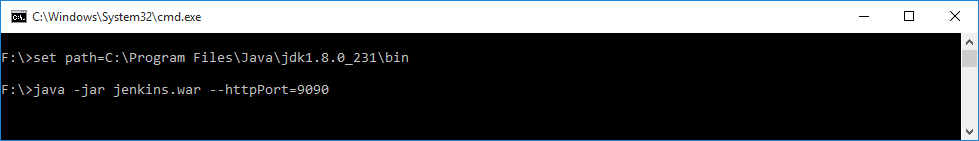 C:\Windows\System32\cmd.exe
F:\>set path=C:\Program Files\Java\jdk1.8.0_231\bin
F:\>java -jar jenkins.war --httpPort=9090